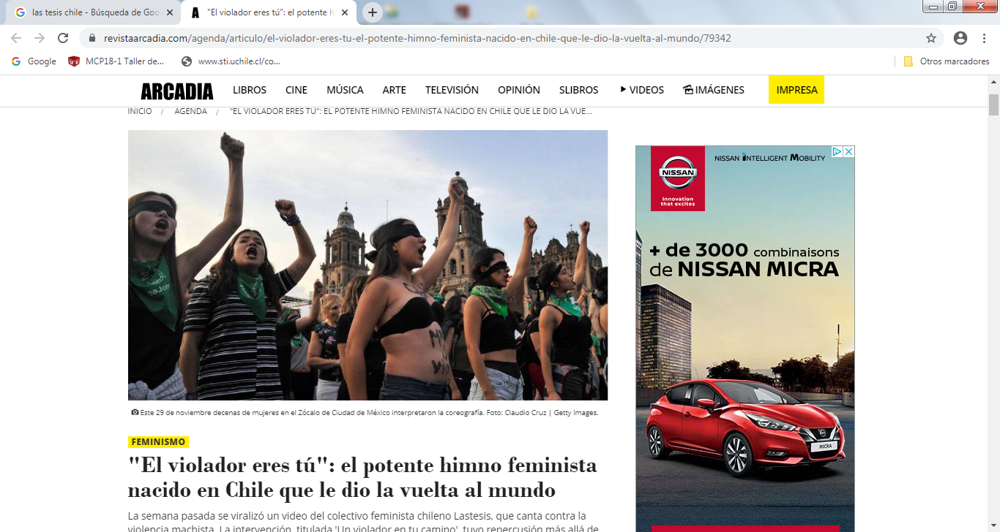 las tesis chile - Búsqueda de Goo
"El violador eres tú": el potente h
revistaarcadia.com/agenda/articulo/el-violador-eres-tu-el-potente-himno-feminista-nacido-en-chile-que-le-dio-la-vuelta-al-mundo/79342
Google MCP18-1 Taller de... www.sti.uchile.cl/co... Otros marcadores
ARCADIA LIBROS CINE MÚSICA ARTE TELEVISIÓN OPINIÓN SLIBROS VIDEOS IMÁGENES IMPRESA
INICIO / AGENDA / "EL VIOLADOR ERES TÚ": EL POTENTE HIMNO FEMINISTA NACIDO EN CHILE QUE LE DIO LA VUE...
Este 29 de noviembre decenas de mujeres en el Zócalo de Ciudad de México interpretaron la coreografía. Foto: Claudio Cruz | Getty Images.
FEMINISMO
"El violador eres tú": el potente himno feminista
nacido en Chile que le dio la vuelta al mundo
La semana pasada se viralizó un video del colectivo feminista chileno Lastesis, que canta contra la
violencia machista. La intervención, titulada 'Un violador en tu camino', tuvo repercusión más allá de
NISSAN
Innovation
that excites
NISSAN INTELLIGENT MOBILITY
+ de 3000 combinaisons
de NISSAN MICRA
MICRA